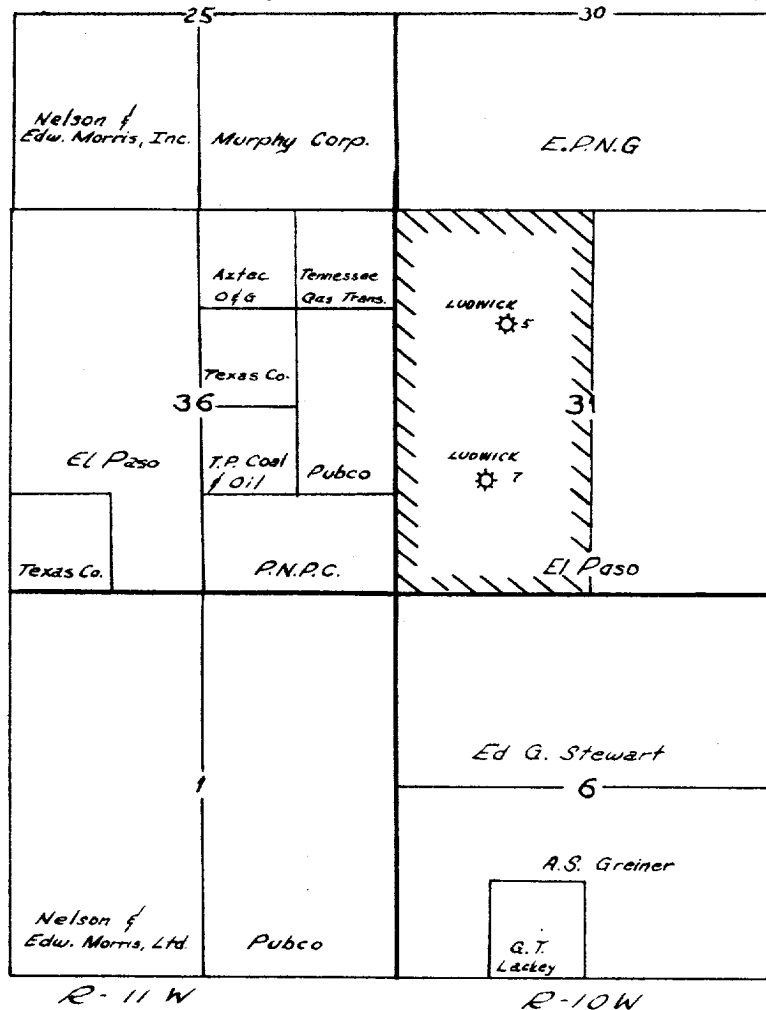 25
30
Nelson &
Edw. Morris, Inc.
Murphy Corp.
E.P.N.G
Aztec
O & G
Tennessee
Gas Trans.
LUDWICK
5
Texas Co.
36
31
El Paso
T.P. Coal
& Oil
Pubco
LUDWICK
7
Texas Co.
P.N.P.C.
El Paso
Ed G. Stewart
1
6
A.S. Greiner
Nelson &
Edw. Morris, Ltd.
Pubco
G.T.
Lackey
R-11 W
R-10W